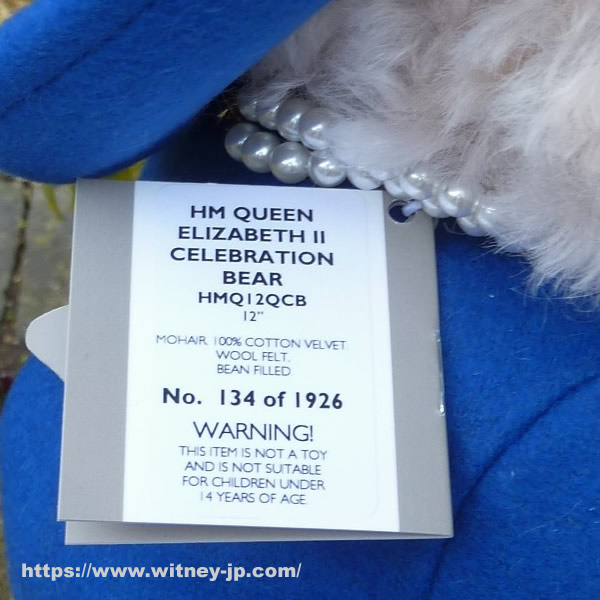 HM QUEEN
ELIZABETH II
CELEBRATION
BEAR
HMQ12QCB
12"
MOHAIR. 100% COTTON VELVET.
WOOL FELT.
BEAN FILLED
No. 134 of 1926
WARNING!
THIS ITEM IS NOT A TOY
AND IS NOT SUITABLE
FOR CHILDREN UNDER
14 YEARS OF AGE
https://www.witney-jp.com/